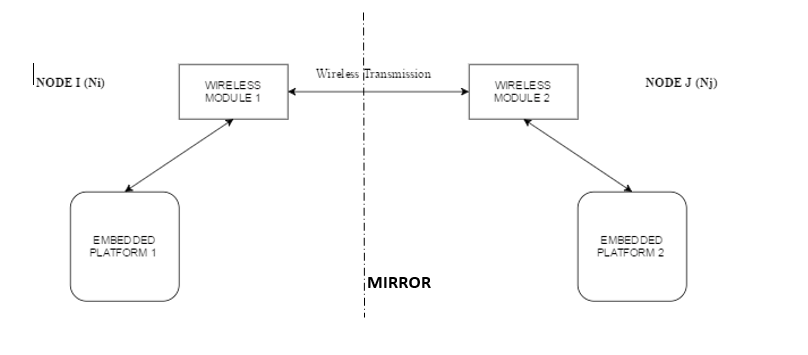 Wireless Transmission
NODE I (Ni)
WIRELESS
MODULE 1
WIRELESS
MODULE 2
NODE J (Nj)
EMBEDDED
PLATFORM 1
EMBEDDED
PLATFORM 2
MIRROR